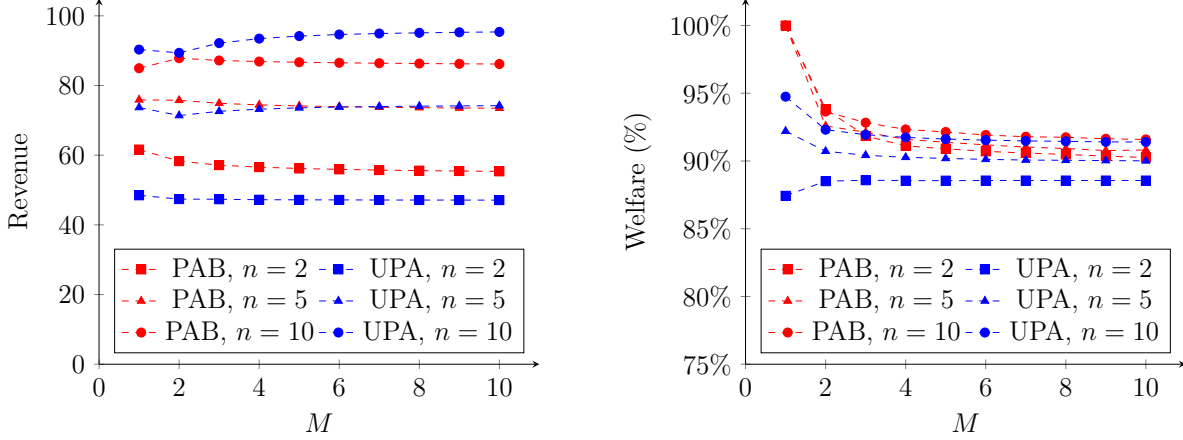 100
80
60
40
20
0
Revenue
PAB, n = 2 UPA, n = 2
PAB, n = 5 UPA, n = 5
PAB, n = 10 UPA, n = 10
0 2 4 6 8 10
M
100%
95%
90%
85%
80%
75%
Welfare (%)
PAB, n = 2 UPA, n = 2
PAB, n = 5 UPA, n = 5
PAB, n = 10 UPA, n = 10
0 2 4 6 8 10
M